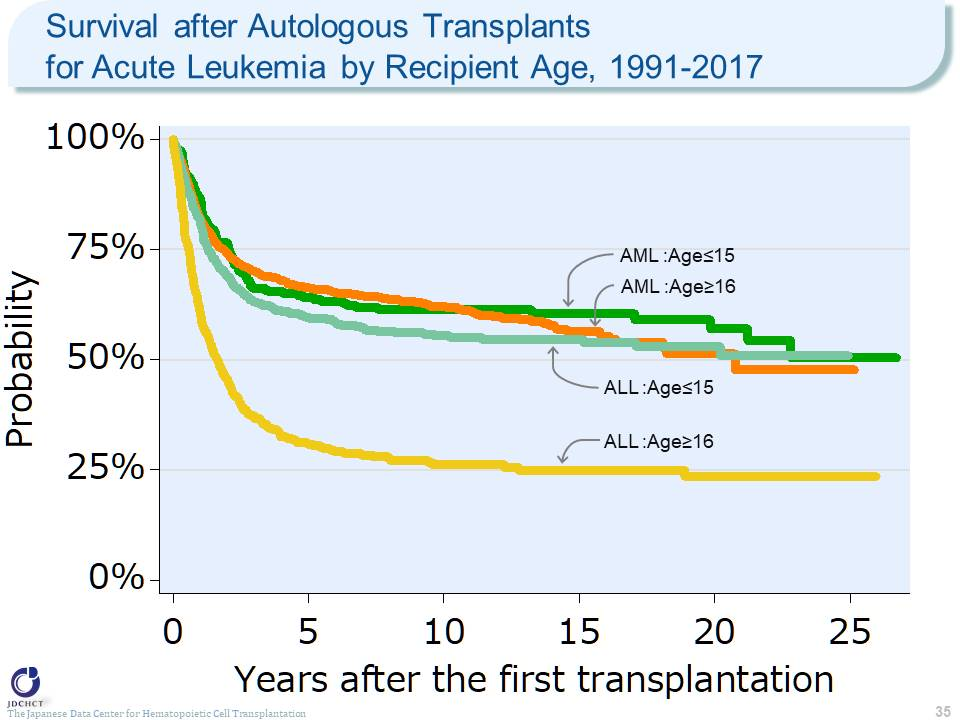 Survival after Autologous Transplants
for Acute Leukemia by Recipient Age, 1991-2017
100%
75%
50%
25%
0%
Probability
AML :Age≤15
AML :Age≥16
ALL :Age≤15
ALL :Age≥16
0 5 10 15 20 25
Years after the first transplantation
JDCHCT
The Japanese Data Center for Hematopoietic Cell Transplantation
35